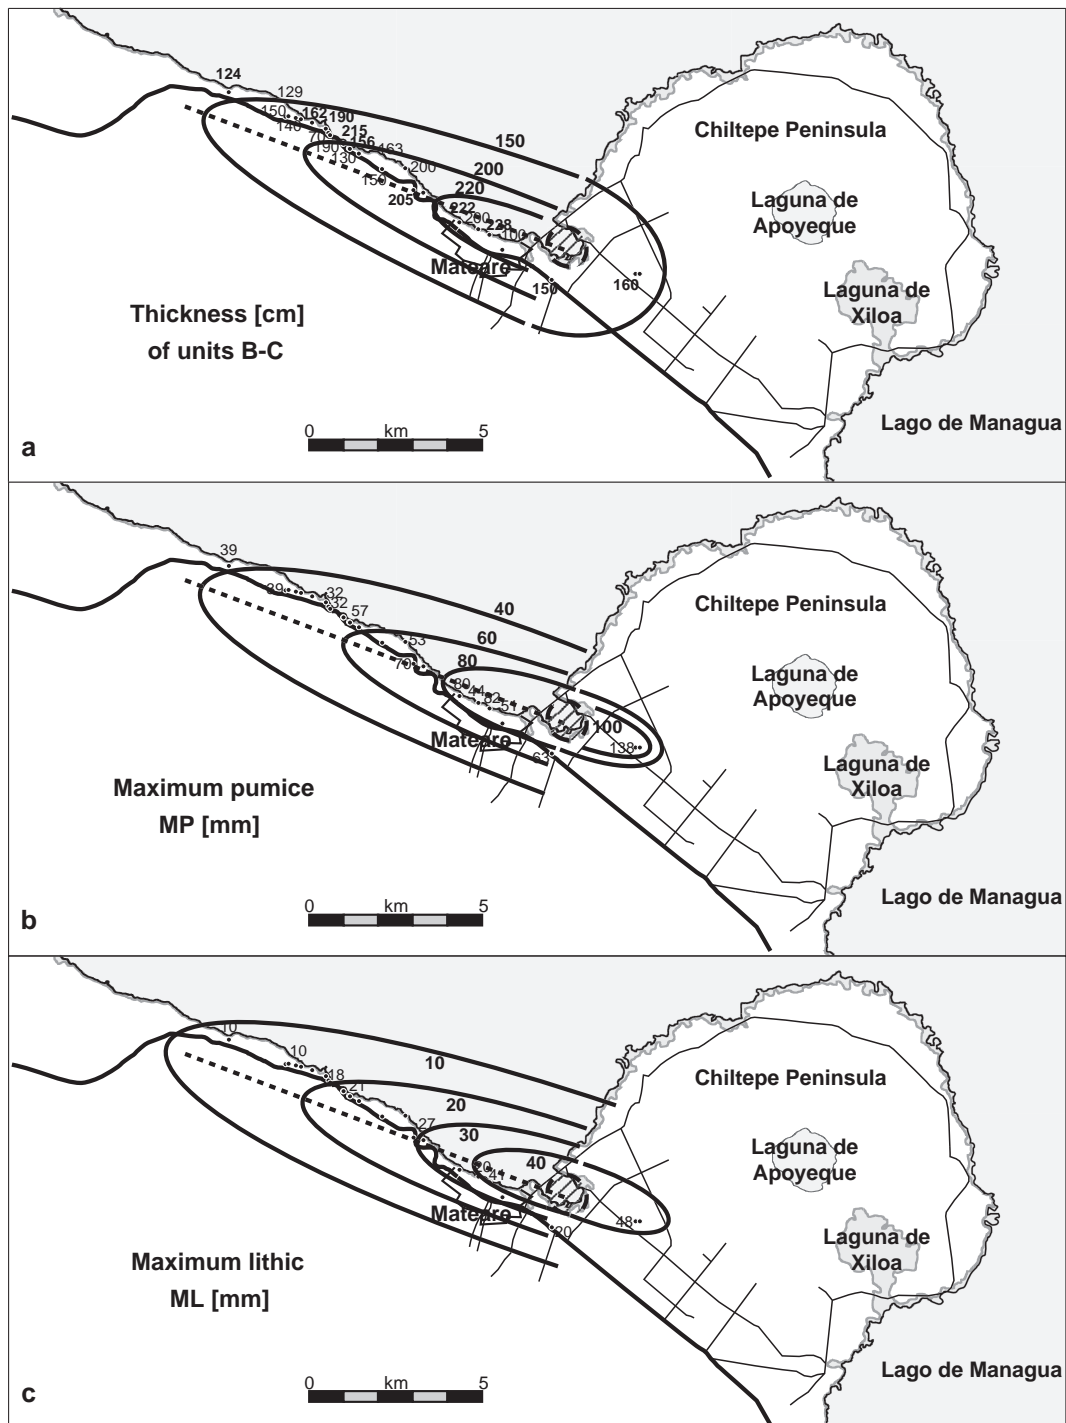 124
129
150
162
190
140
70
215
190
156
130
163
150
200
205
150
200
220
222
200
228
100
Mateare
150
160
Chiltepe Peninsula
Laguna de
Apoyeque
Laguna de
Xiloa
Lago de Managua
Thickness [cm]
of units B-C
0 km 5
a
39
39
32
32
57
53
70
40
60
80
80
44
82
51
100
138
63
Mateare
Chiltepe Peninsula
Laguna de
Apoyeque
Laguna de
Xiloa
Lago de Managua
Maximum pumice
MP [mm]
0 km 5
b
10
10
18
21
27
10
20
30
40
20
41
48
20
Mateare
Chiltepe Peninsula
Laguna de
Apoyeque
Laguna de
Xiloa
Lago de Managua
Maximum lithic
ML [mm]
0 km 5
c